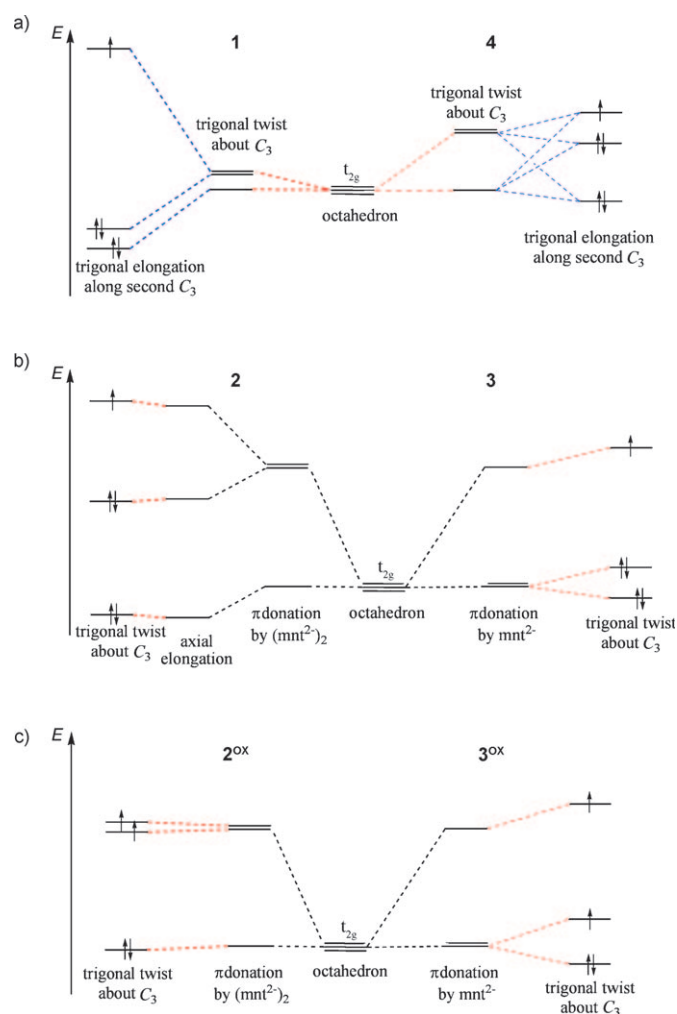 a)
E
1
4
trigonal twist
about C3
trigonal twist
about C3
t2g
octahedron
trigonal elongation
along second C3
trigonal elongation
along second C3
b)
E
2
3
t2g
octahedron
trigonal twist
about C3
axial
elongation
πdonation
by (mnt2-)2
πdonation
by mnt2-
trigonal twist
about C3
c)
E
2ox
3ox
t2g
octahedron
trigonal twist
about C3
πdonation
by (mnt2-)2
πdonation
by mnt2-
trigonal twist
about C3